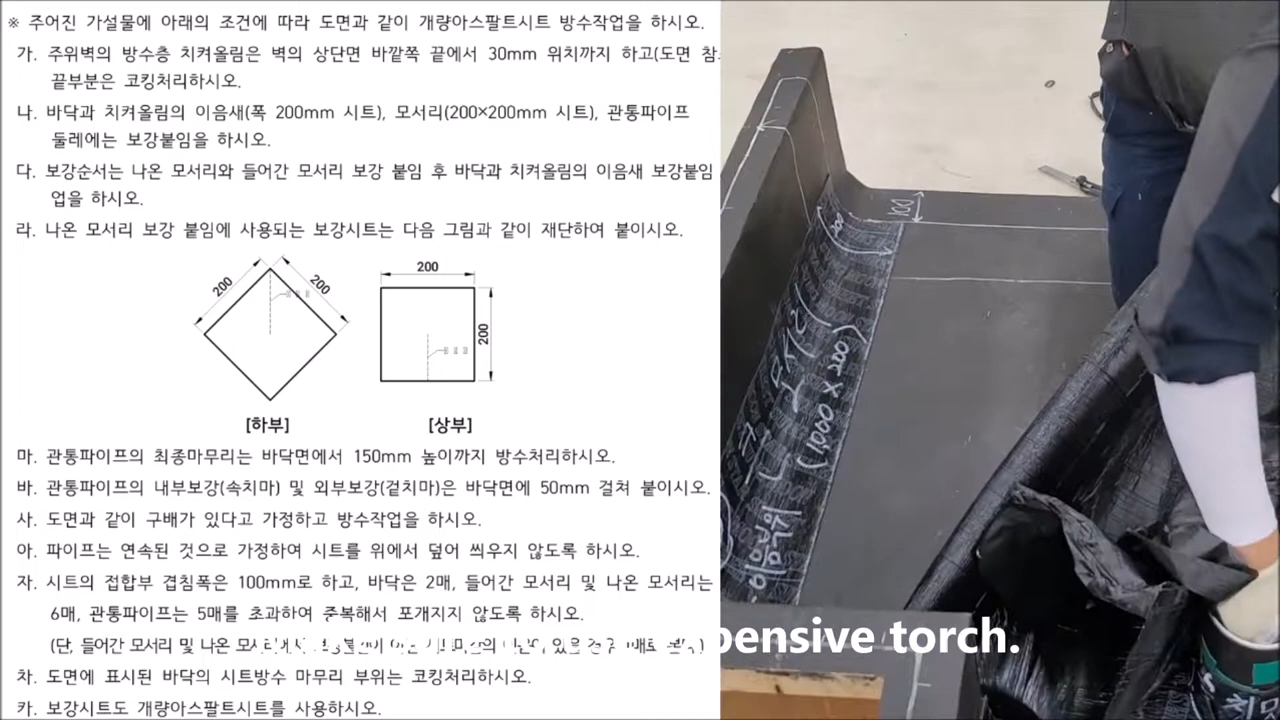 ※ 주어진 가설물에 아래의 조건에 따라 도면과 같이 개량아스팔트시트 방수작업을 하시오.
가. 주위벽의 방수층 치켜올림은 벽의 상단면 바깥쪽 끝에서 30mm 위치까지 하고(도면 참
끝부분은 코킹처리하시오.
나. 바닥과 치켜올림의 이음새(폭 200mm 시트), 모서리(200×200mm 시트), 관통파이프
둘레에는 보강붙임을 하시오.
다. 보강순서는 나온 모서리와 들어간 모서리 보강 붙임 후 바닥과 치켜올림의 이음새 보강붙임
업을 하시오.
라. 나온 모서리 보강 붙임에 사용되는 보강시트는 다음 그림과 같이 재단하여 붙이시오.
200 200
200
200
[하부] [상부]
마. 관통파이프의 최종마무리는 바닥면에서 150mm 높이까지 방수처리하시오.
바. 관통파이프의 내부보강(속치마) 및 외부보강(겉치마)은 바닥면에 50mm 걸쳐 붙이시오.
사. 도면과 같이 구배가 있다고 가정하고 방수작업을 하시오.
아. 파이프는 연속된 것으로 가정하여 시트를 위에서 덮어 씌우지 않도록 하시오.
자. 시트의 접합부 겹침폭은 100mm로 하고, 바닥은 2매, 들어간 모서리 및 나온 모서리는
6매, 관통파이프는 5매를 초과하여 중복해서 포개지지 않도록 하시오.
(단, 들어간 모서리 및 나온
차. 도면에 표시된 바닥의 시트방수 마무리 부위는 코킹처리하시오.
카. 보강시트도 개량아스팔트시트를 사용하시오.
100
(1000 x 200)
torch.